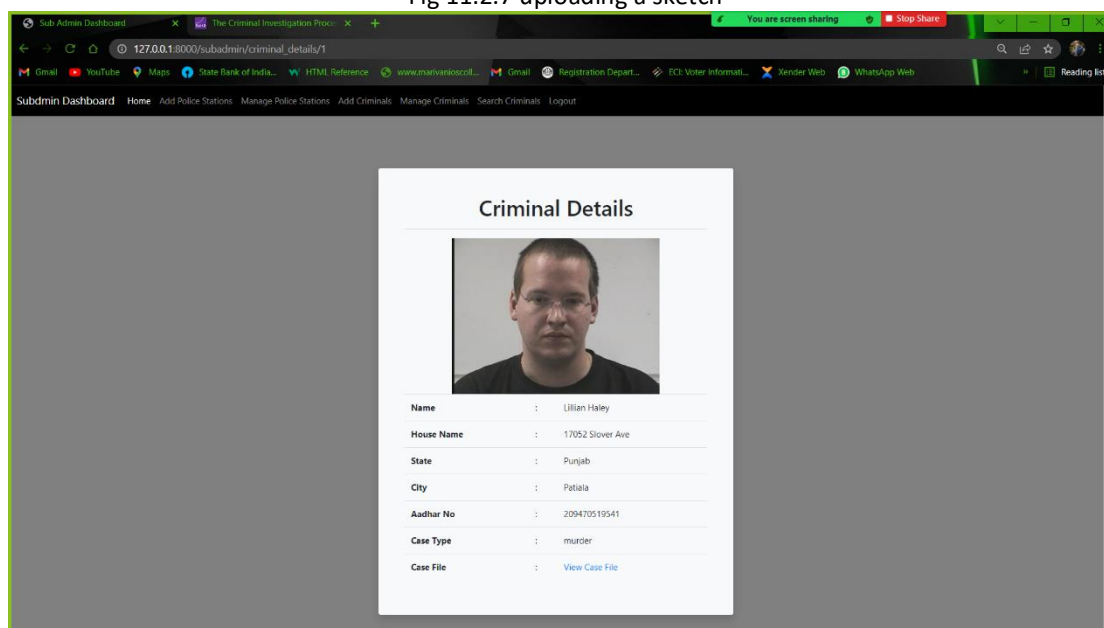 Fig 11.2.7 uploading a sketch
Sub Admin Dashboard The Criminal Investigation Proce
You are screen sharing Stop Share
127.0.0.1:8000/subadmin/criminal_details/1
Gmail YouTube Maps State Bank of India... HTML Reference www.marivanioscoll... Gmail Registration Depart... ECI: Voter Informati... Xender Web WhatsApp Web » Reading list
Subdmin Dashboard Home Add Police Stations Manage Police Stations Add Criminals Manage Criminals Search Criminals Logout
Criminal Details
Name : Lillian Haley
House Name : 17052 Slover Ave
State : Punjab
City : Patiala
Aadhar No : 209470519541
Case Type : murder
Case File : View Case File